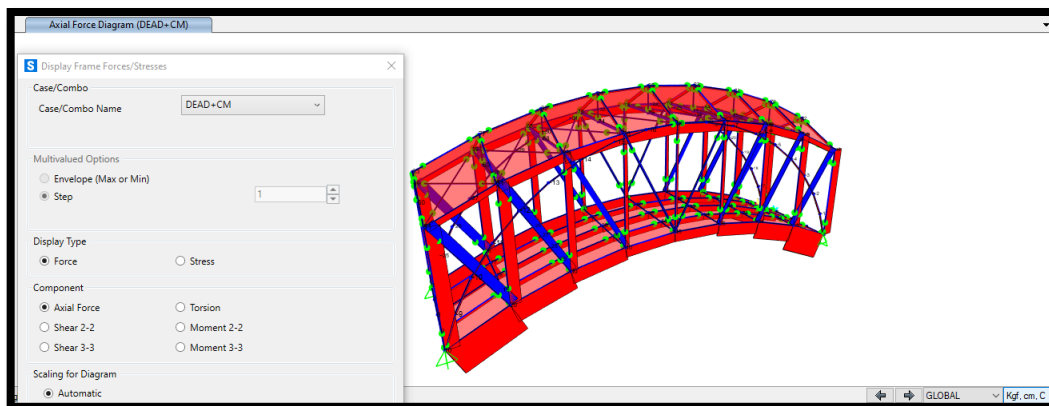 Axial Force Diagram (DEAD+CM)
S Display Frame Forces/Stresses
Case/Combo
Case/Combo Name DEAD+CM
Multivalued Options
Envelope (Max or Min)
Step 1
Display Type
Force Stress
Component
Axial Force Torsion
Shear 2-2 Moment 2-2
Shear 3-3 Moment 3-3
Scaling for Diagram
Automatic
GLOBAL Kgf, cm, C